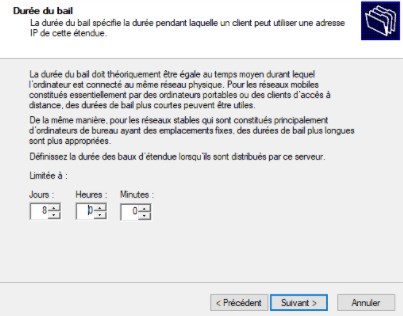 Durée du bail
La durée du bail spécifie la durée pendant laquelle un client peut utiliser une adresse
IP de cette étendue.
La durée du bail doit théoriquement être égale au temps moyen durant lequel
l'ordinateur est connecté au même réseau physique. Pour les réseaux mobiles
constitués essentiellement par des ordinateurs portables ou des clients d'accès à
distance, des durées de bail plus courtes peuvent être utiles.
De la même manière, pour les réseaux stables qui sont constitués principalement
d'ordinateurs de bureau ayant des emplacements fixes, des durées de bail plus longues
sont plus appropriées.
Définissez la durée des baux d'étendue lorsqu'ils sont distribués par ce serveur.
Limitée à :
Jours : Heures : Minutes :
8 0 0
< Précédent Suivant > Annuler